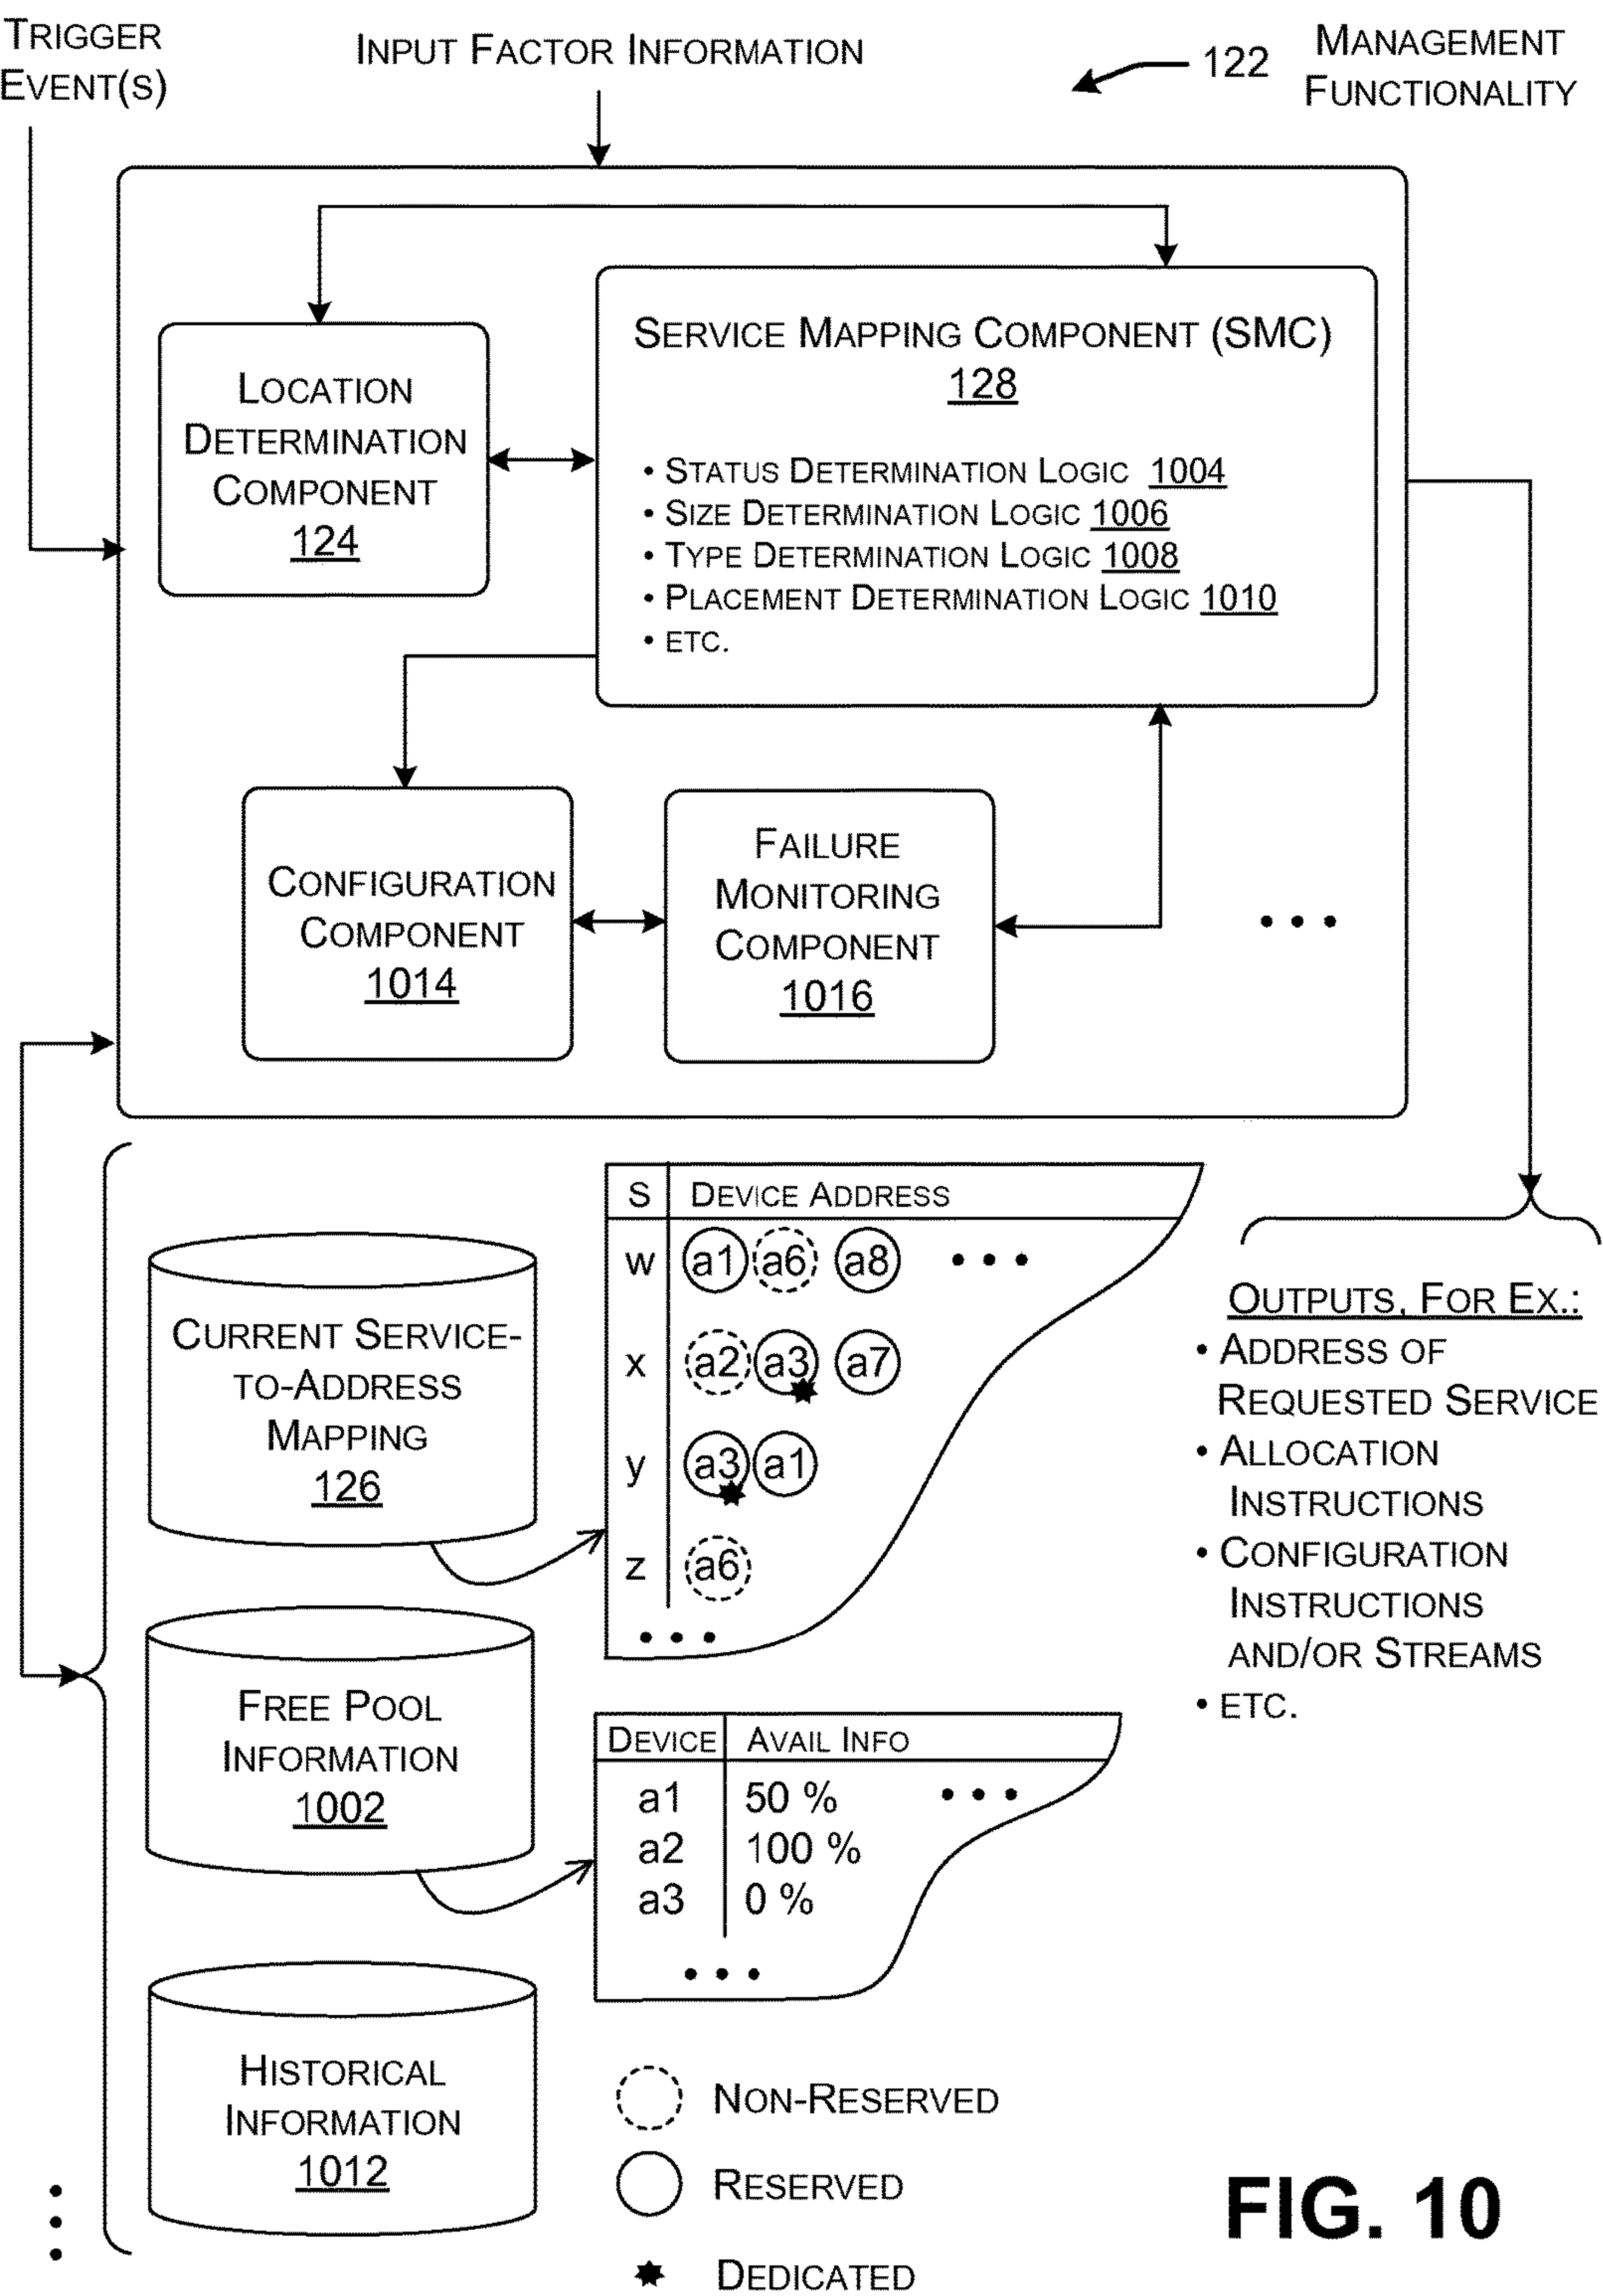 TRIGGER
EVENT(S)
INPUT FACTOR INFORMATION
122
MANAGEMENT
FUNCTIONALITY
LOCATION
DETERMINATION
COMPONENT
124
SERVICE MAPPING COMPONENT (SMC)
128
• STATUS DETERMINATION LOGIC 1004
• SIZE DETERMINATION LOGIC 1006
• TYPE DETERMINATION LOGIC 1008
• PLACEMENT DETERMINATION LOGIC 1010
• ETC.
CONFIGURATION
COMPONENT
1014
FAILURE
MONITORING
COMPONENT
1016
• • •
CURRENT SERVICE-
TO-ADDRESS
MAPPING
126
S DEVICE ADDRESS
w a1 a6 a8 • • •
x a2 a3 a7
y a3 a1
z a6
• • •
OUTPUTS, FOR EX.:
• ADDRESS OF
REQUESTED SERVICE
• ALLOCATION
INSTRUCTIONS
• CONFIGURATION
INSTRUCTIONS
AND/OR STREAMS
• ETC.
FREE POOL
INFORMATION
1002
DEVICE AVAIL INFO
a1 50 % • • •
a2 100 %
a3 0 %
• • •
HISTORICAL
INFORMATION
1012
NON-RESERVED
RESERVED
DEDICATED
FIG. 10